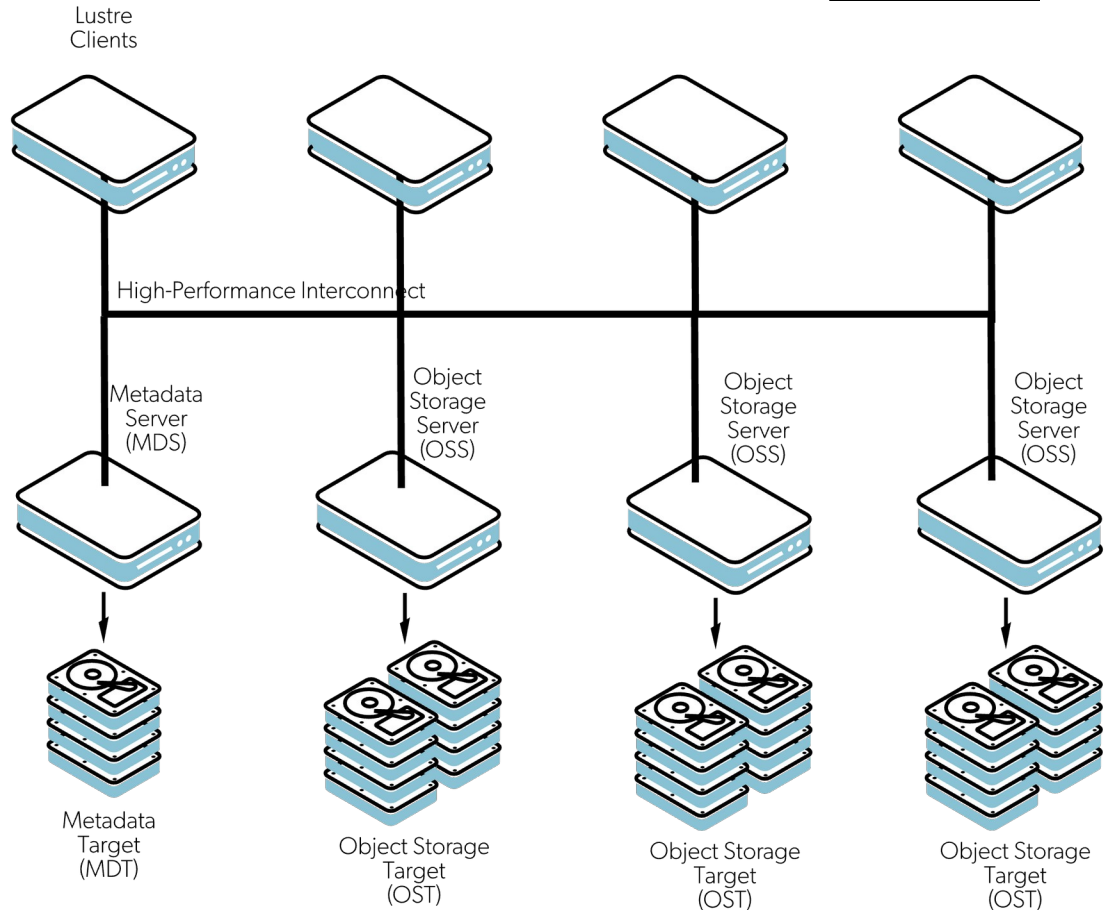 Lustre
Clients
High-Performance Interconnect
Metadata
Server
(MDS)
Object
Storage
Server
(OSS)
Object
Storage
Server
(OSS)
Object
Storage
Server
(OSS)
Metadata
Target
(MDT)
Object Storage
Target
(OST)
Object Storage
Target
(OST)
Object Storage
Target
(OST)